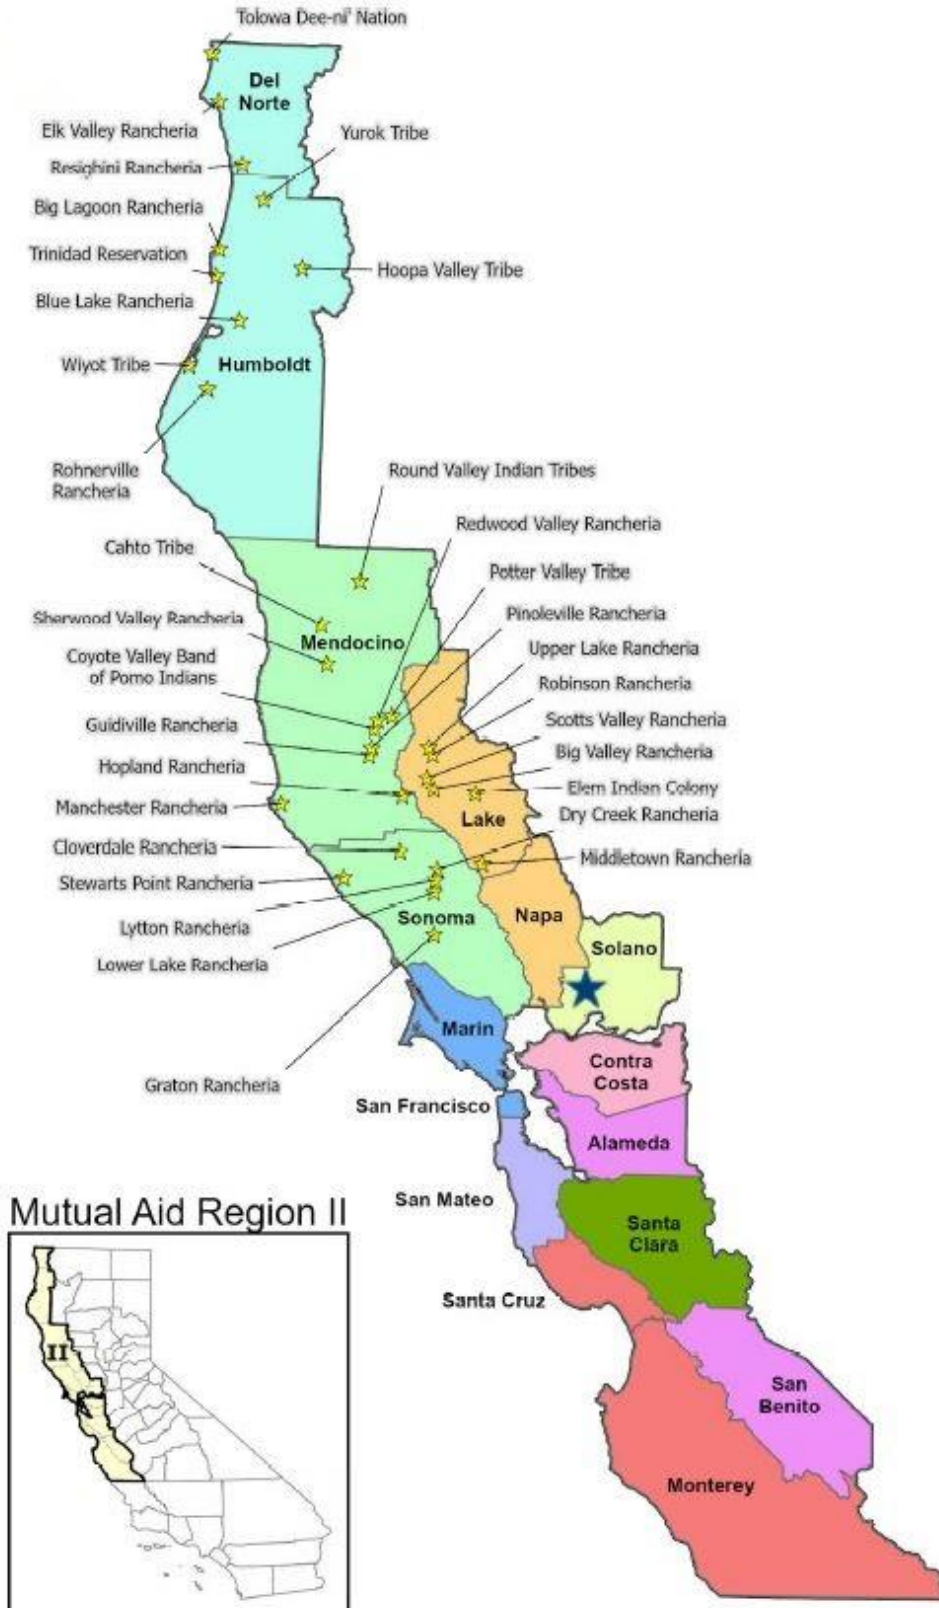 Tolowa Dee-ni' Nation
Del
Norte
Elk Valley Rancheria
Yurok Tribe
Resighini Rancheria
Big Lagoon Rancheria
Trinidad Reservation
Hoopa Valley Tribe
Blue Lake Rancheria
Wiyot Tribe
Humboldt
Rohnerville
Rancheria
Round Valley Indian Tribes
Redwood Valley Rancheria
Cahto Tribe
Potter Valley Tribe
Sherwood Valley Rancheria
Pinoleville Rancheria
Mendocino
Coyote Valley Band
of Pomo Indians
Upper Lake Rancheria
Robinson Rancheria
Guidiville Rancheria
Scotts Valley Rancheria
Big Valley Rancheria
Hopland Rancheria
Elem Indian Colony
Manchester Rancheria
Lake
Dry Creek Rancheria
Cloverdale Rancheria
Middletown Rancheria
Stewarts Point Rancheria
Sonoma
Napa
Lytton Rancheria
Solano
Lower Lake Rancheria
Marin
Contra
Costa
Graton Rancheria
San Francisco
Alameda
San Mateo
Mutual Aid Region II
Santa
Clara
Santa Cruz
II
San
Benito
Monterey